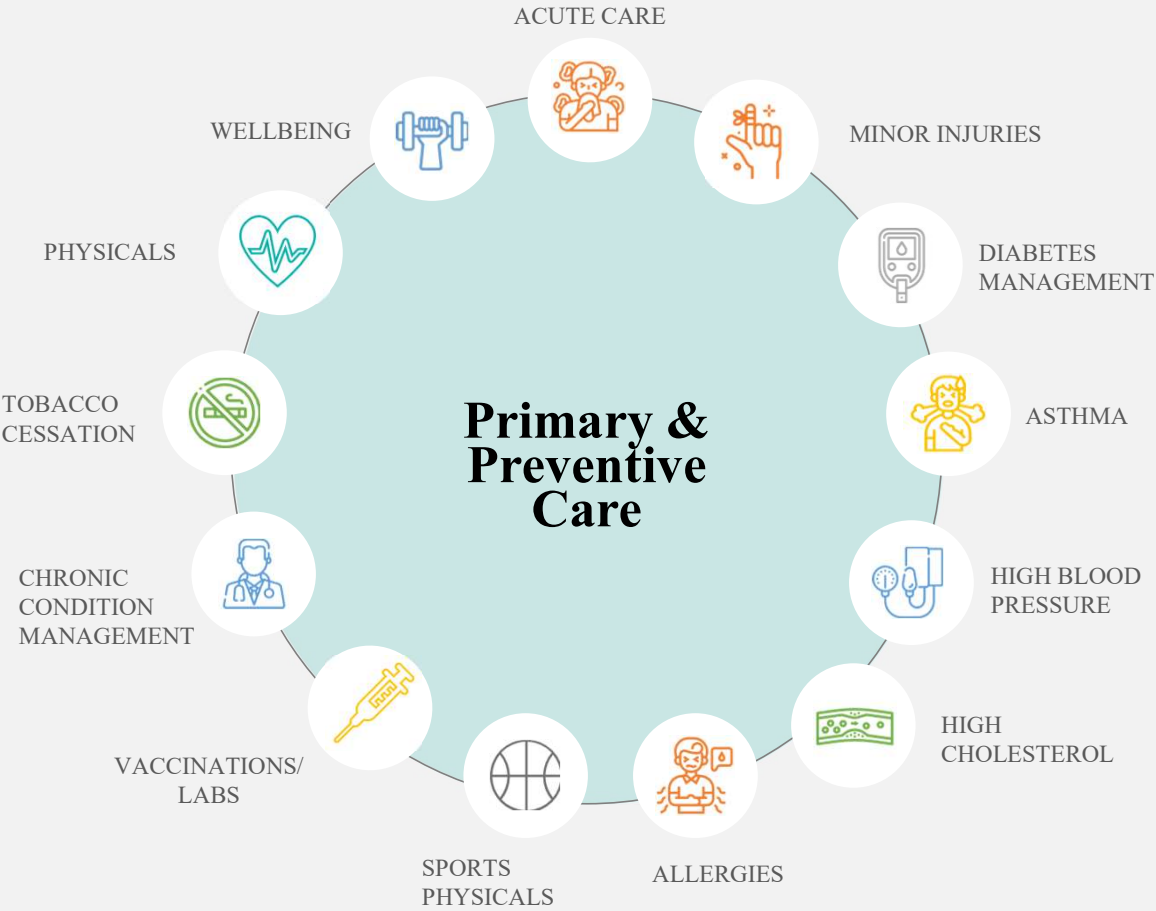 ACUTE CARE
WELLBEING
MINOR INJURIES
PHYSICALS
DIABETES
MANAGEMENT
TOBACCO
CESSATION
Primary &
Preventive
Care
ASTHMA
CHRONIC
CONDITION
MANAGEMENT
HIGH BLOOD
PRESSURE
HIGH
CHOLESTEROL
VACCINATIONS/
LABS
SPORTS
PHYSICALS
ALLERGIES